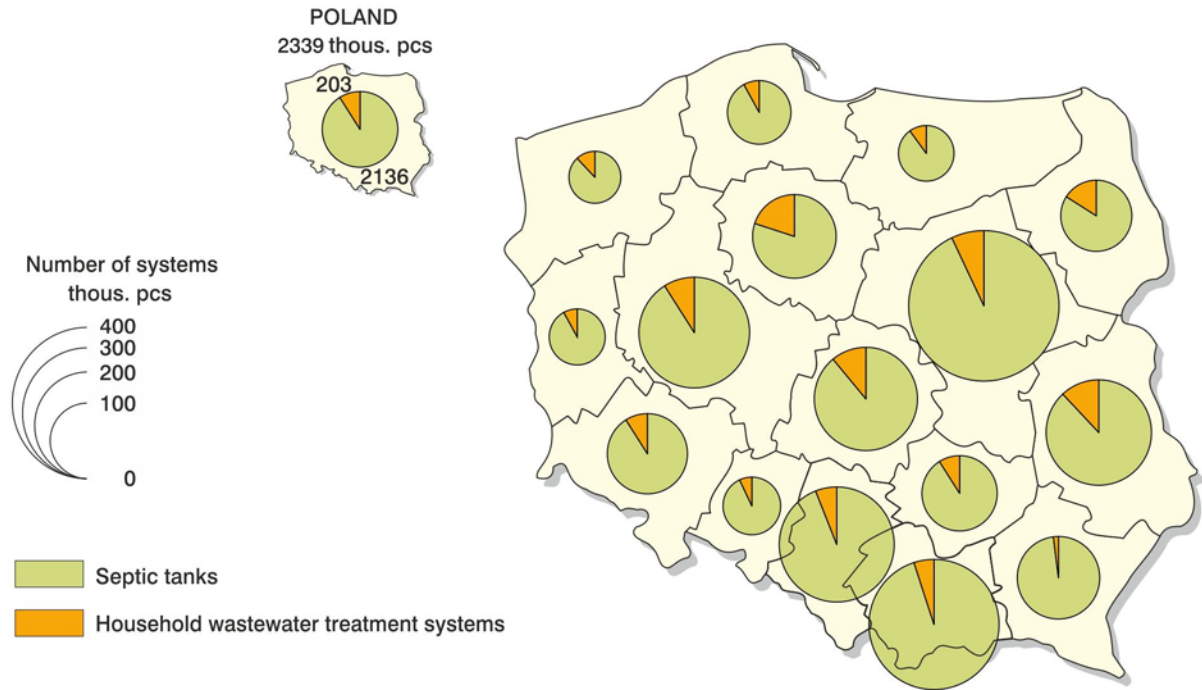 POLAND
2339 thous. pcs
203
2136
Number of systems
thous. pcs
400
300
200
100
0
Septic tanks
Household wastewater treatment systems